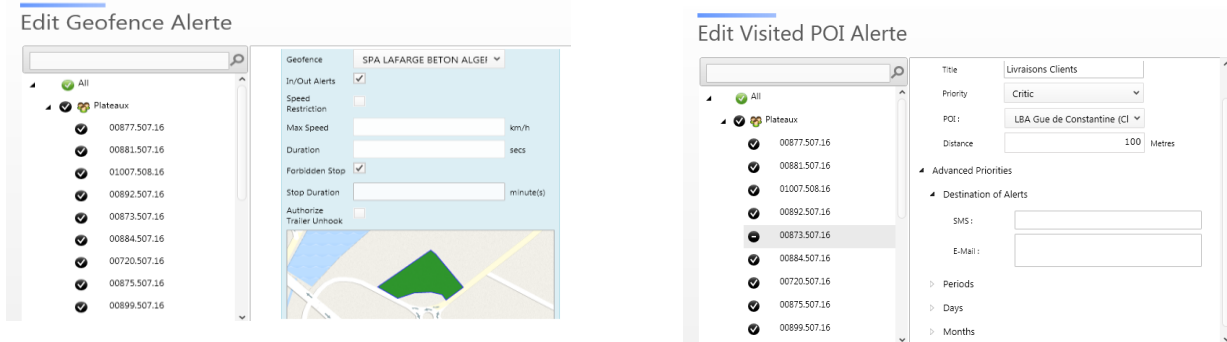 Edit Geofence Alerte
All
Plateaux
00877.507.16
00881.507.16
01007.508.16
00892.507.16
00873.507.16
00884.507.16
00720.507.16
00875.507.16
00899.507.16
Geofence SPA LAFARGE BETON ALGEI
In/Out Alerts
Speed
Restriction
Max Speed km/h
Duration secs
Forbidden Stop
Stop Duration minute(s)
Authorize
Trailer Unhook
Edit Visited POI Alerte
All
Plateaux
00877.507.16
00881.507.16
01007.508.16
00892.507.16
00873.507.16
00884.507.16
00720.507.16
00875.507.16
00899.507.16
Title Livraisons Clients
Priority Critic
POI : LBA Gue de Constantine (Cl
Distance 100 Metres
Advanced Priorities
Destination of Alerts
SMS :
E-Mail :
Periods
Days
Months